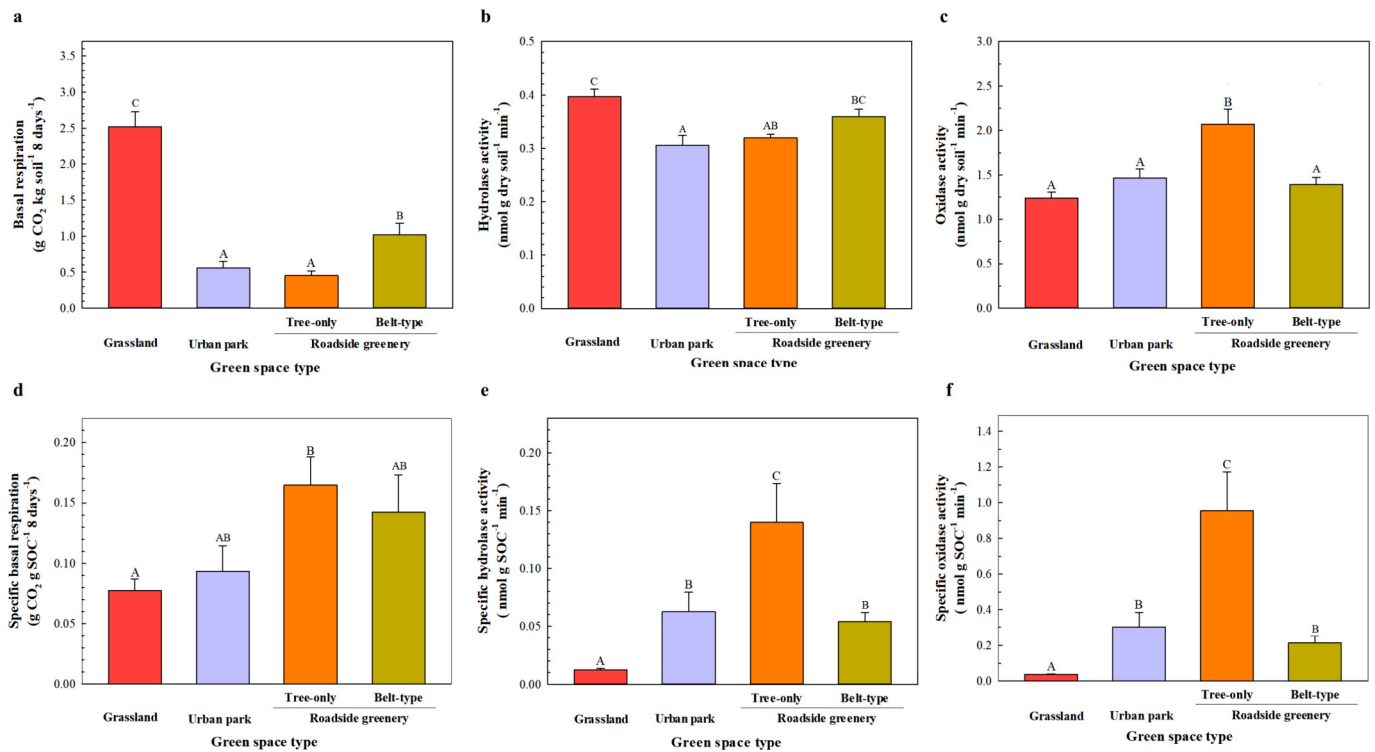 a
Basal respiration
(g CO₂ kg soil⁻¹ 8 days⁻¹)
3.5
3.0
2.5
2.0
1.5
1.0
0.5
0.0
C
A
A
B
Grassland
Urban park
Tree-only
Belt-type
Roadside greenery
Green space type
b
Hydrolase activity
(nmol g dry soil⁻¹ min⁻¹)
0.5
0.4
0.3
0.2
0.1
0.0
C
A
AB
BC
Grassland
Urban park
Tree-only
Belt-type
Roadside greenery
Green space type
c
Oxidase activity
(nmol g dry soil⁻¹ min⁻¹)
3.0
2.5
2.0
1.5
1.0
0.5
0.0
A
A
B
A
Grassland
Urban park
Tree-only
Belt-type
Roadside greenery
Green space type
d
Specific basal respiration
(g CO₂ g SOC⁻¹ 8 days⁻¹)
0.20
0.15
0.10
0.05
0.00
A
AB
B
AB
Grassland
Urban park
Tree-only
Belt-type
Roadside greenery
Green space type
e
Specific hydrolase activity
( nmol g SOC⁻¹ min⁻¹)
0.20
0.15
0.10
0.05
0.00
A
B
C
B
Grassland
Urban park
Tree-only
Belt-type
Roadside greenery
Green space type
f
Specific oxidase activity
( nmol g SOC⁻¹ min⁻¹)
1.4
1.2
1.0
0.8
0.6
0.4
0.2
0.0
A
B
C
B
Grassland
Urban park
Tree-only
Belt-type
Roadside greenery
Green space type